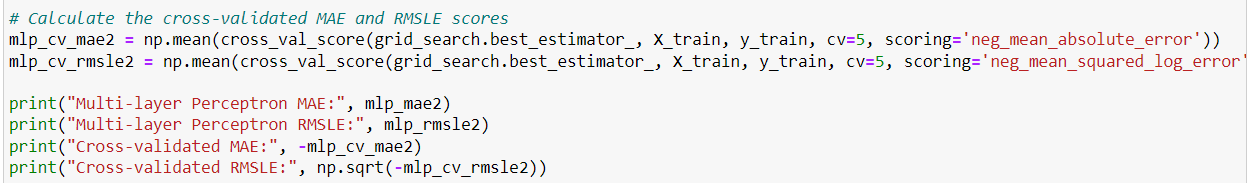 # Calculate the cross-validated MAE and RMSLE scores
mlp_cv_mae2 = np.mean(cross_val_score(grid_search.best_estimator_, X_train, y_train, cv=5, scoring='neg_mean_absolute_error'))
mlp_cv_rmsle2 = np.mean(cross_val_score(grid_search.best_estimator_, X_train, y_train, cv=5, scoring='neg_mean_squared_log_error'
print("Multi-layer Perceptron MAE:", mlp_mae2)
print("Multi-layer Perceptron RMSLE:", mlp_rmsle2)
print("Cross-validated MAE:", -mlp_cv_mae2)
print("Cross-validated RMSLE:", np.sqrt(-mlp_cv_rmsle2))